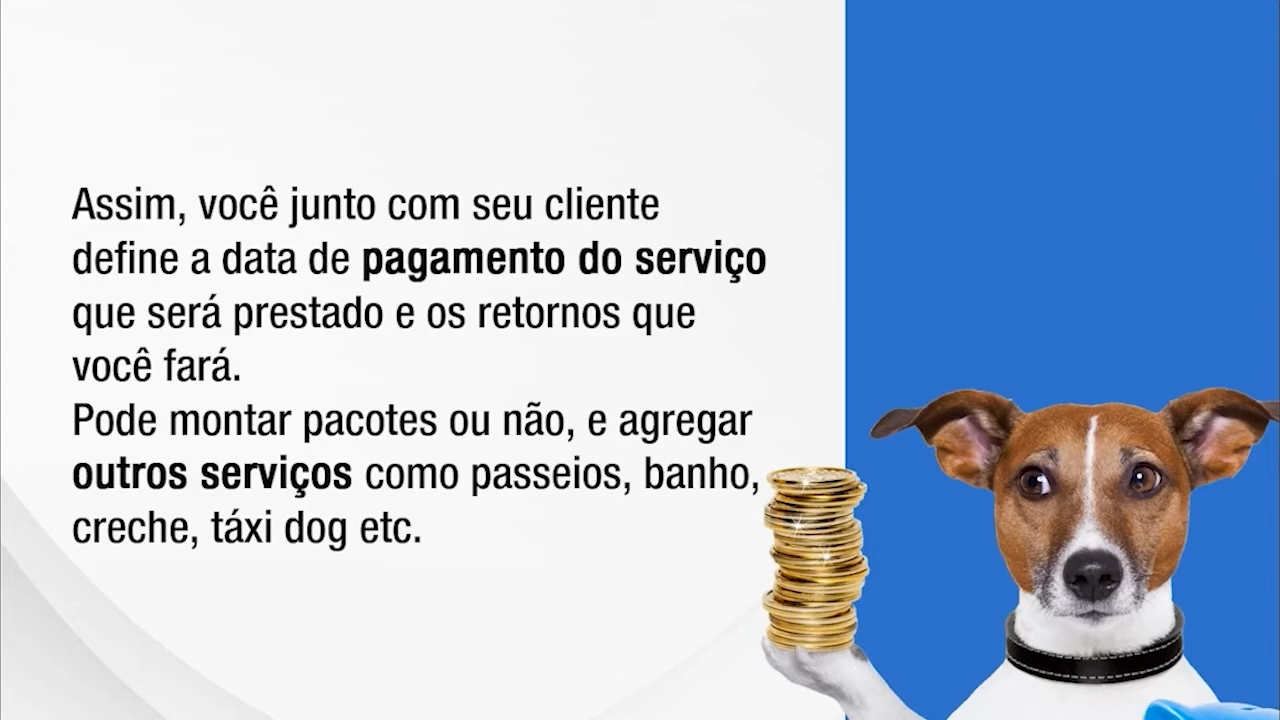 Assim, você junto com seu cliente
define a data de pagamento do serviço
que será prestado e os retornos que
você fará.
Pode montar pacotes ou não, e agregar
outros serviços como passeios, banho,
creche, táxi dog etc.